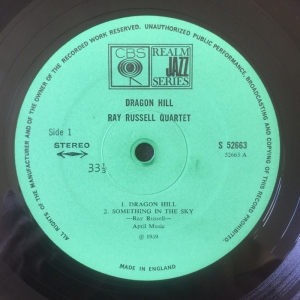 ALL RIGHTS OF THE MANUFACTURER AND OF THE OWNER OF THE RECORDED WORK RESERVED. UNAUTHORIZED PUBLIC PERFORMANCE, BROADCASTING AND COPYING OF THIS RECORD PROHIBITED.
CBS
REALM
JAZZ
SERIES
DRAGON HILL
RAY RUSSELL QUARTET
Side 1
S 52663
STEREO
52663 A
33⅓
1. DRAGON HILL
2. SOMETHING IN THE SKY
—Ray Russell—
April Music
MADE IN ENGLAND